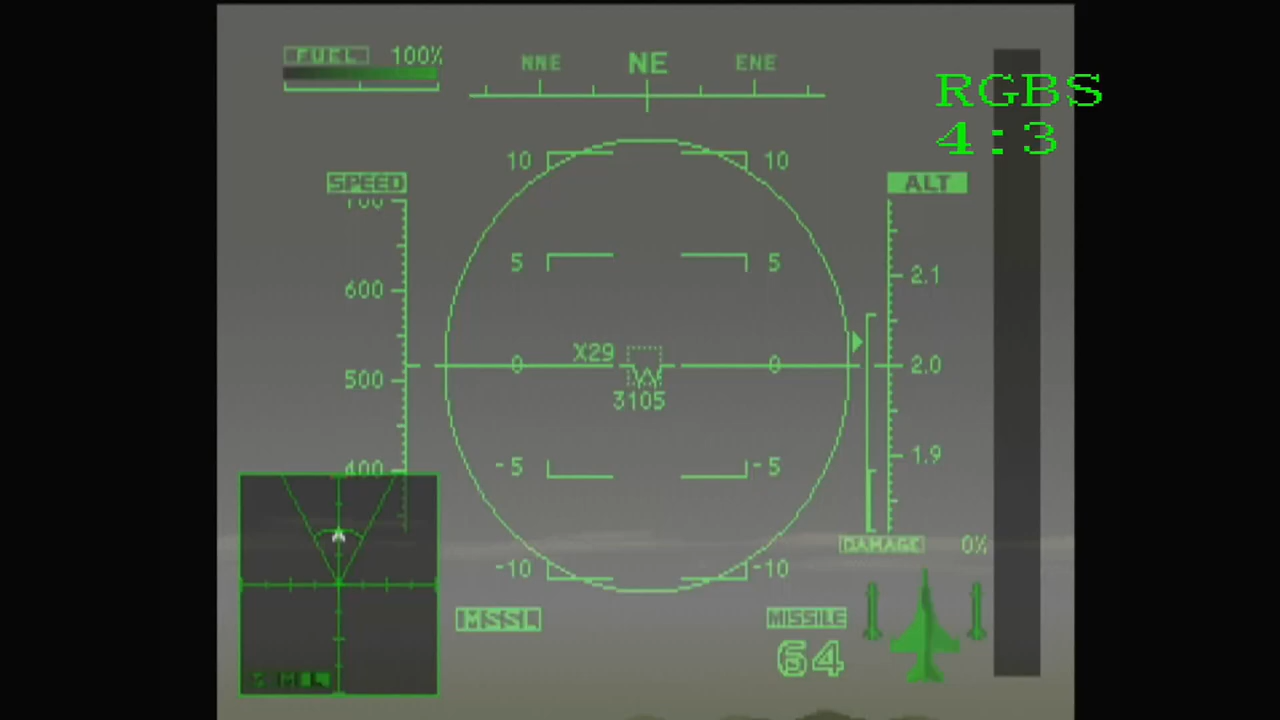 FUEL 100%
NNE NE ENE
RGBS
4:3
10 10
SPEED ALT
700
5 5
2.1
600
X29
0 0
2.0
500
3105
1.9
400
-5 -5
DAMAGE 0%
-10 -10
MSSL
MISSILE
64